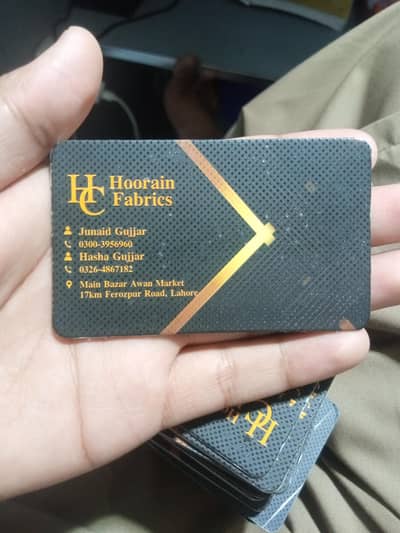 HC
Hoorain
Fabrics
Junaid Gujjar
0300-3956960
Hasha Gujjar
0326-4867182
Main Bazar Awan Market
17km Ferozpur Road, Lahore
HC